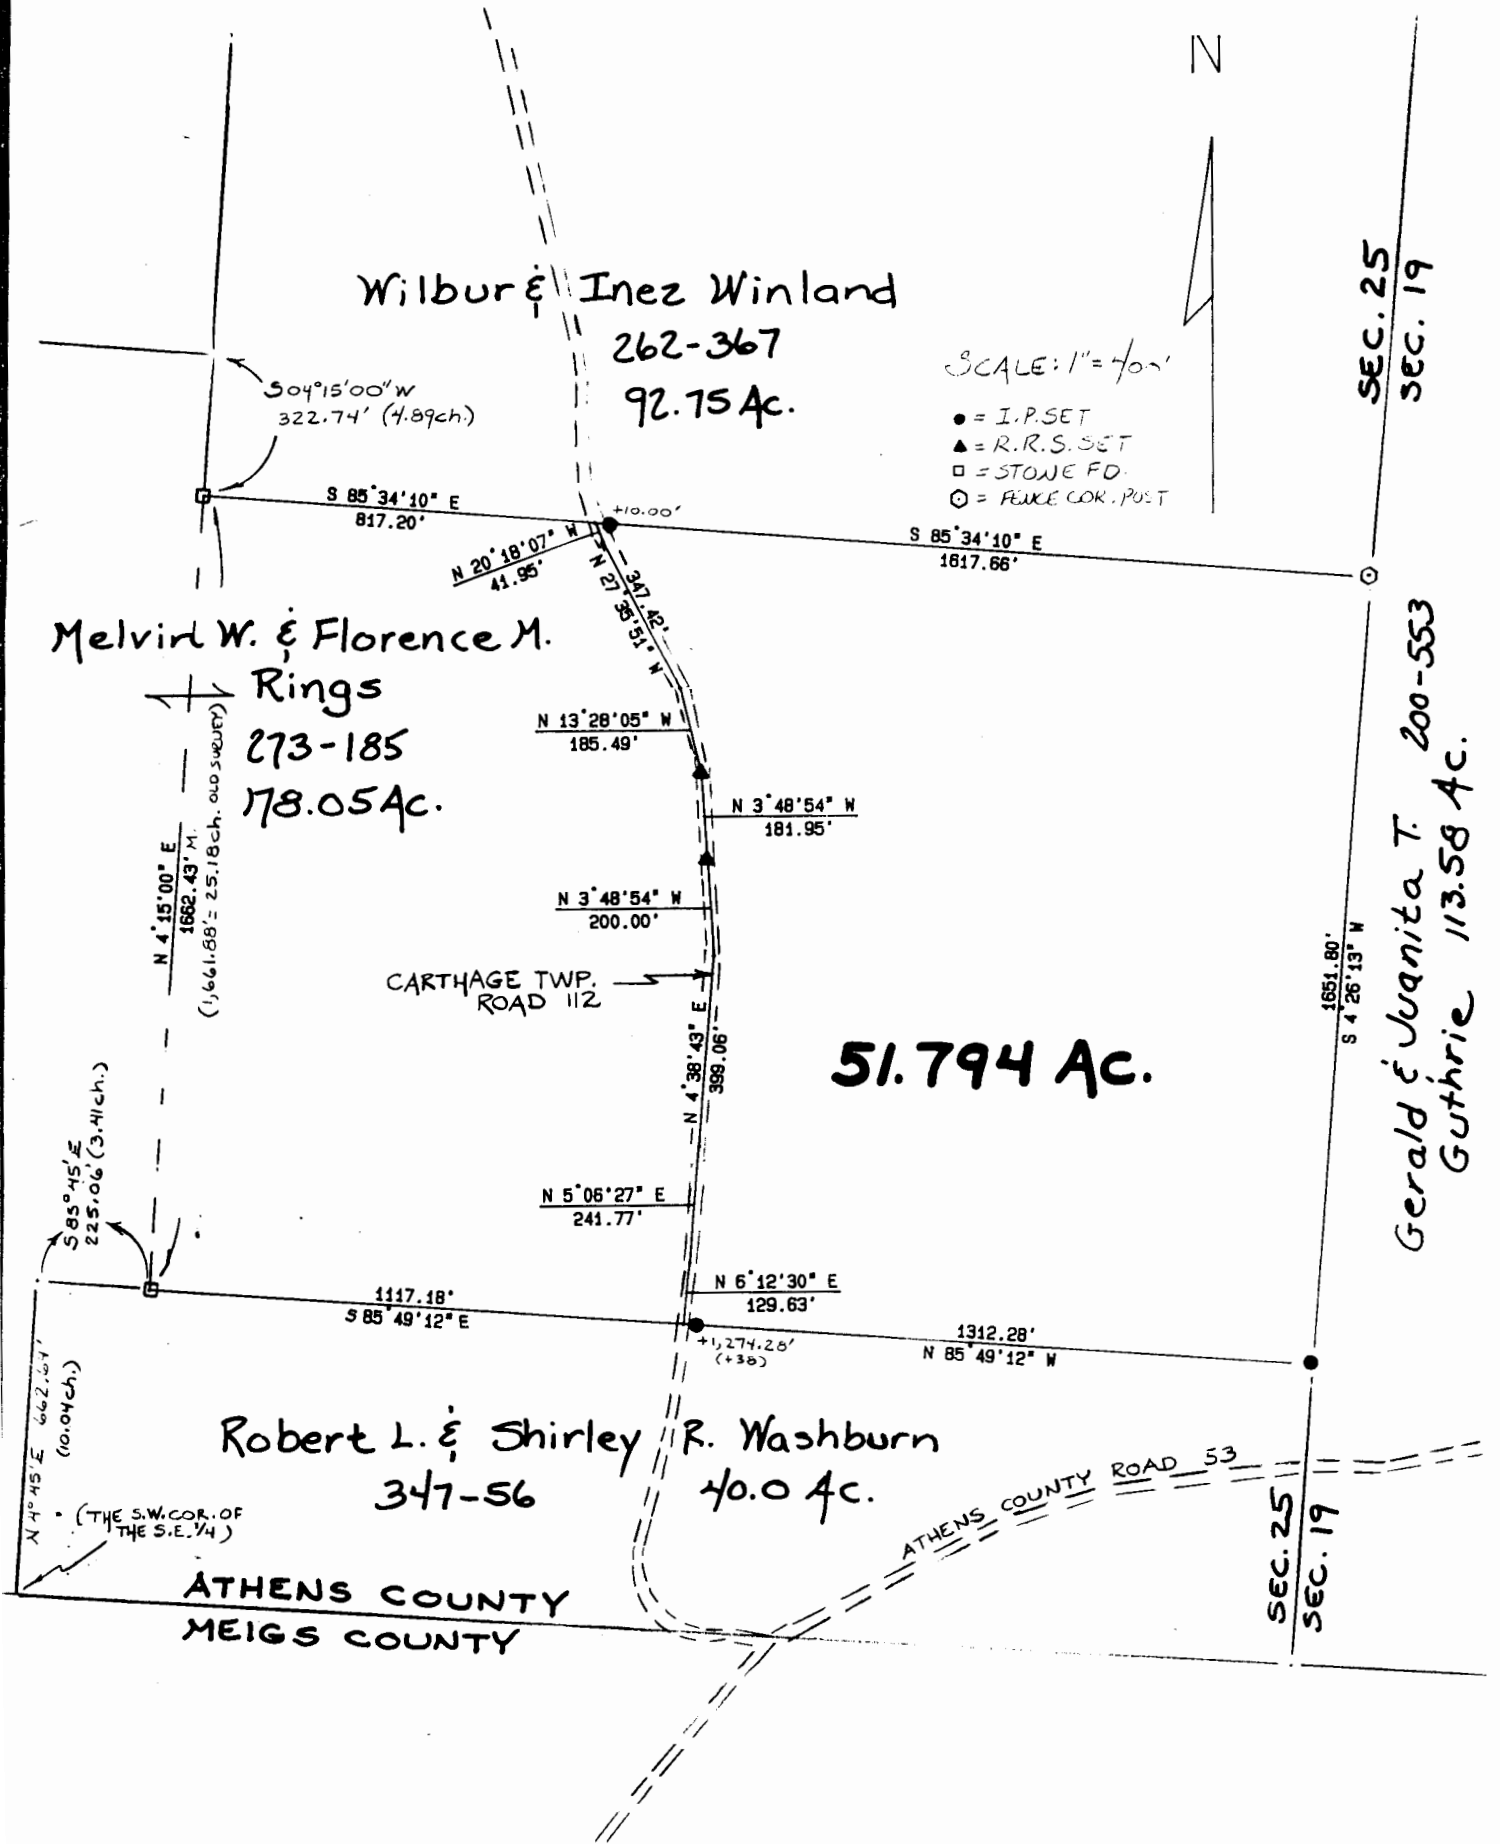 N
SEC. 25
SEC. 19
Wilbur & Inez Winland
262-367
92.75 Ac.
SCALE: 1" = 400'
● = I.P. SET
▲ = R.R.S. SET
□ = STONE FD.
= FENCE COR. POST
S 04°15'00" W
322.74' (4.89ch.)
S 85°34'10" E
817.20'
+10.00'
S 85°34'10" E
1617.66'
N 20°18'07" W
41.95'
347.42'
N 27°35'51" W
Melvin W. & Florence M.
Rings
273-185
178.05 Ac.
N 13°28'05" W
185.49'
N 3°48'54" W
181.95'
N 3°48'54" W
200.00'
N 4°15'00" E
1662.43' M.
(1,661.88' = 25.18ch. OLD SURVEY)
CARTHAGE TWP.
ROAD 112
N 4°38'43" E
399.06'
51.794 Ac.
1651.80'
S 4°26'13" W
Gerald & Juanita T. 200-553
Guthrie 113.58 Ac.
S 85°45' E
225.06' (3.41ch.)
N 5°06'27" E
241.77'
N 6°12'30" E
129.63'
1117.18'
S 85°49'12" E
+1,274.28'
(+38)
1312.28'
N 85°49'12" W
N 4°45' E 662.64'
(10.04ch.)
Robert L. & Shirley R. Washburn
347-56 40.0 Ac.
(THE S.W. COR. OF
THE S.E. 1/4)
ATHENS COUNTY ROAD 53
SEC. 25
SEC. 19
ATHENS COUNTY
MEIGS COUNTY